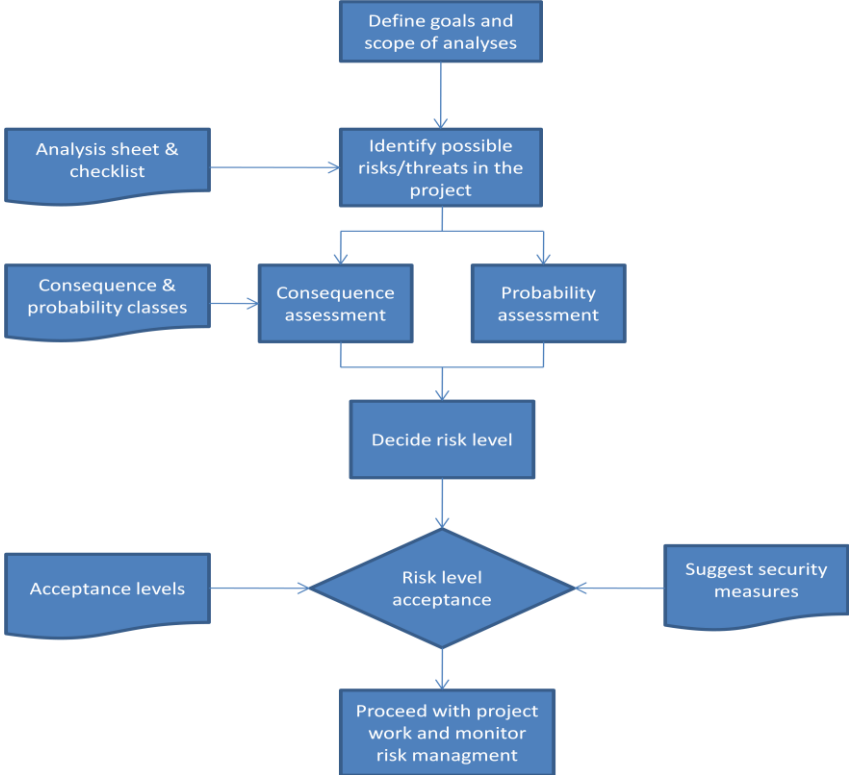 Define goals and
scope of analyses
Analysis sheet &
checklist
Identify possible
risks/threats in the
project
Consequence &
probability classes
Consequence
assessment
Probability
assessment
Decide risk level
Acceptance levels
Risk level
acceptance
Suggest security
measures
Proceed with project
work and monitor
risk managment